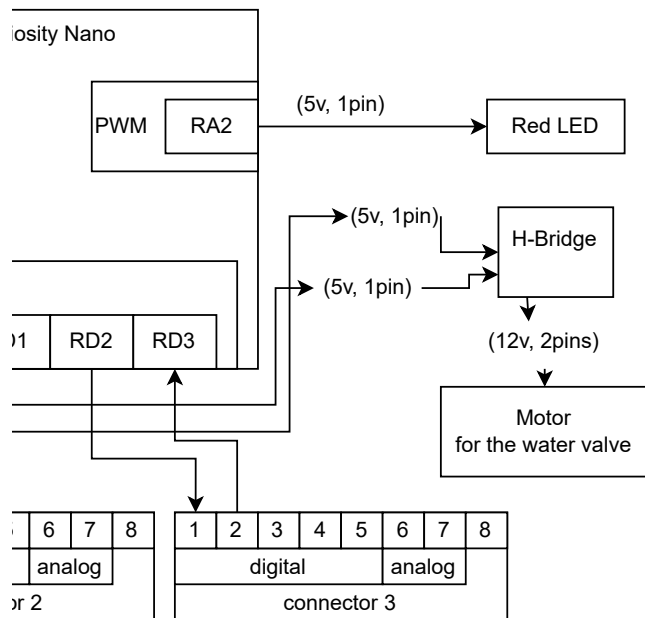 iosity Nano
(5v, 1pin)
PWM
RA2
Red LED
(5v, 1pin)
H-Bridge
(5v, 1pin)
RD2
RD3
(12v, 2pins)
Motor
for the water valve
6 7 8
1 2 3 4 5 6 7 8
analog
digital
analog
or 2
connector 3